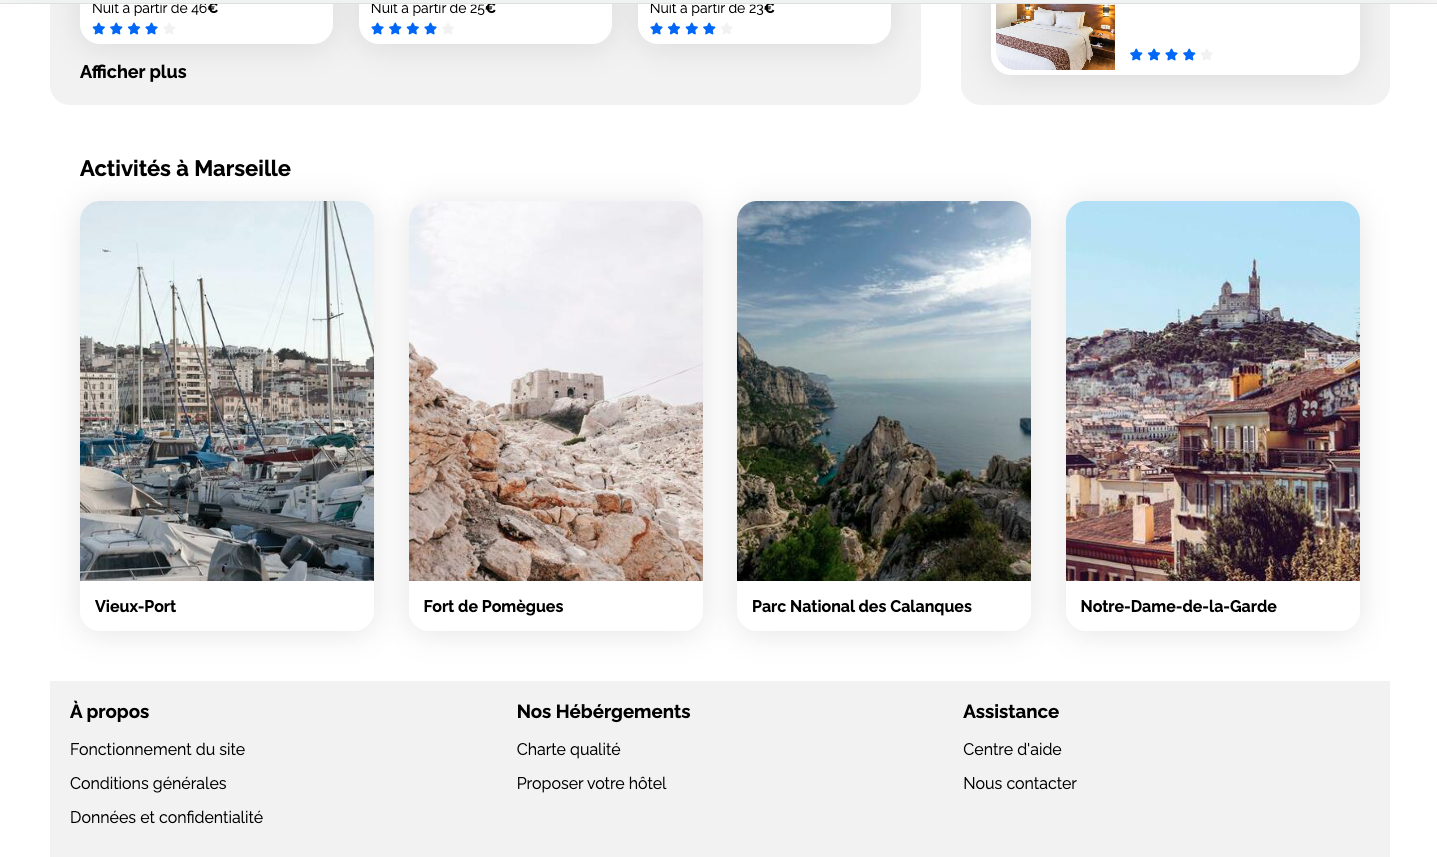 Nuit à partir de 46€
Nuit à partir de 25€
Nuit à partir de 23€
Afficher plus
Activités à Marseille
Vieux-Port
Fort de Pomègues
Parc National des Calanques
Notre-Dame-de-la-Garde
À propos
Fonctionnement du site
Conditions générales
Données et confidentialité
Nos Hébérgements
Charte qualité
Proposer votre hôtel
Assistance
Centre d'aide
Nous contacter